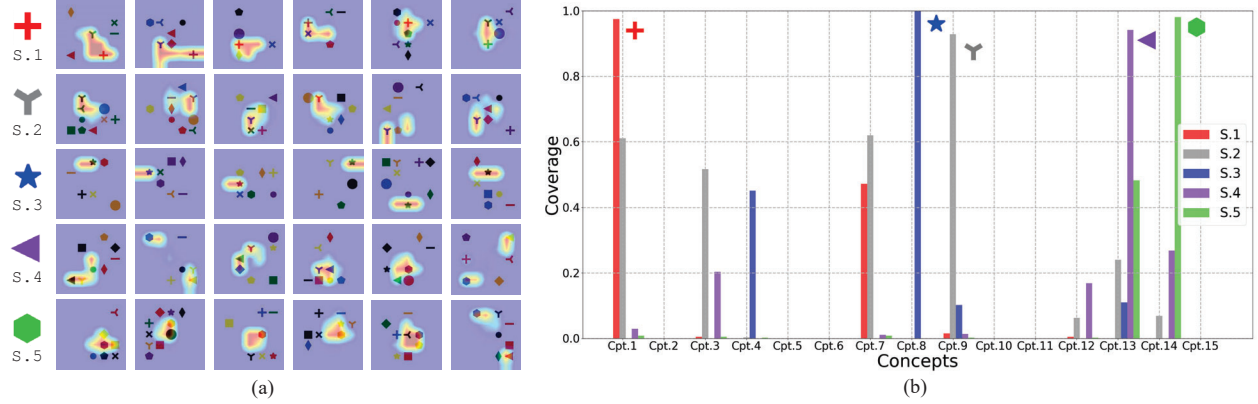 S.1
S.2
S.3
S.4
S.5
(a)
1.0
0.8
0.6
0.4
0.2
0.0
Coverage
S.1
S.2
S.3
S.4
S.5
Cpt.1 Cpt.2 Cpt.3 Cpt.4 Cpt.5 Cpt.6 Cpt.7 Cpt.8 Cpt.9 Cpt.10 Cpt.11 Cpt.12 Cpt.13 Cpt.14 Cpt.15
Concepts
(b)